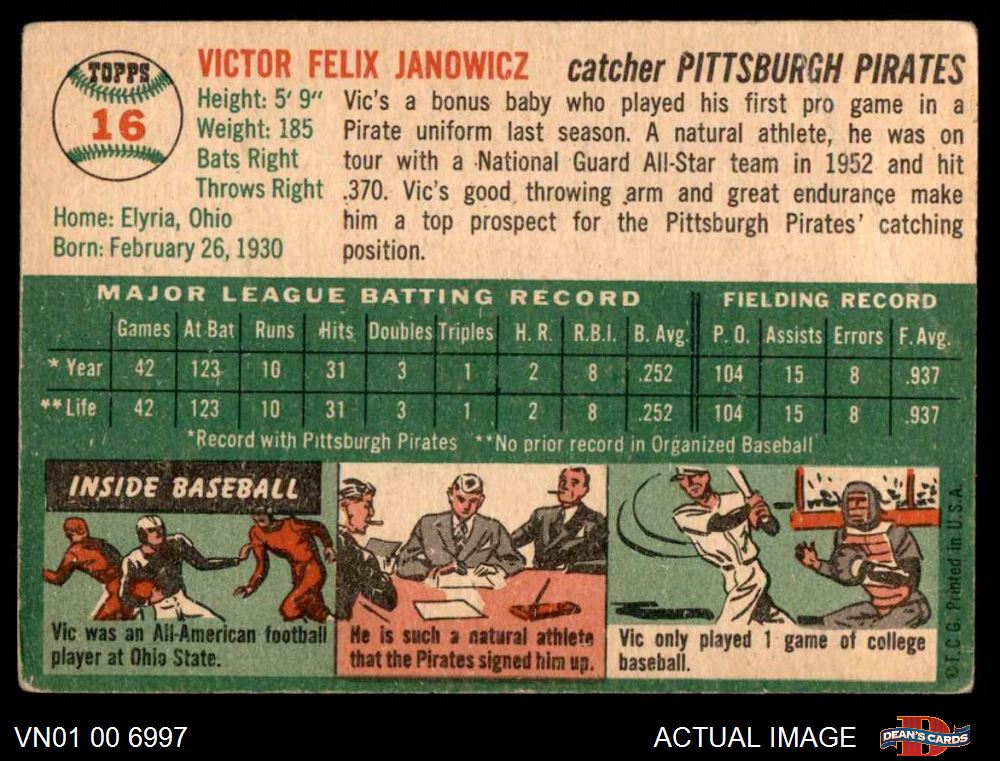 TOPPS
16
VICTOR FELIX JANOWICZ catcher PITTSBURGH PIRATES
Height: 5' 9"
Weight: 185
Bats Right
Throws Right
Home: Elyria, Ohio
Born: February 26, 1930
Vic's a bonus baby who played his first pro game in a
Pirate uniform last season. A natural athlete, he was on
tour with a National Guard All-Star team in 1952 and hit
.370. Vic's good throwing arm and great endurance make
him a top prospect for the Pittsburgh Pirates' catching
position.
MAJOR LEAGUE BATTING RECORD FIELDING RECORD
Games At Bat Runs Hits Doubles Triples H. R. R.B.I. B. Avg. P. O. Assists Errors F. Avg.
* Year 42 123 10 31 3 1 2 8 .252 104 15 8 .937
**Life 42 123 10 31 3 1 2 8 .252 104 15 8 .937
*Record with Pittsburgh Pirates **No prior record in Organized Baseball
INSIDE BASEBALL
Vic was an All-American football
player at Ohio State.
He is such a natural athlete
that the Pirates signed him up.
Vic only played 1 game of college
baseball.
©T.C.G. Printed in U.S.A.
VN01 00 6997 ACTUAL IMAGE
D
DEAN'S CARDS